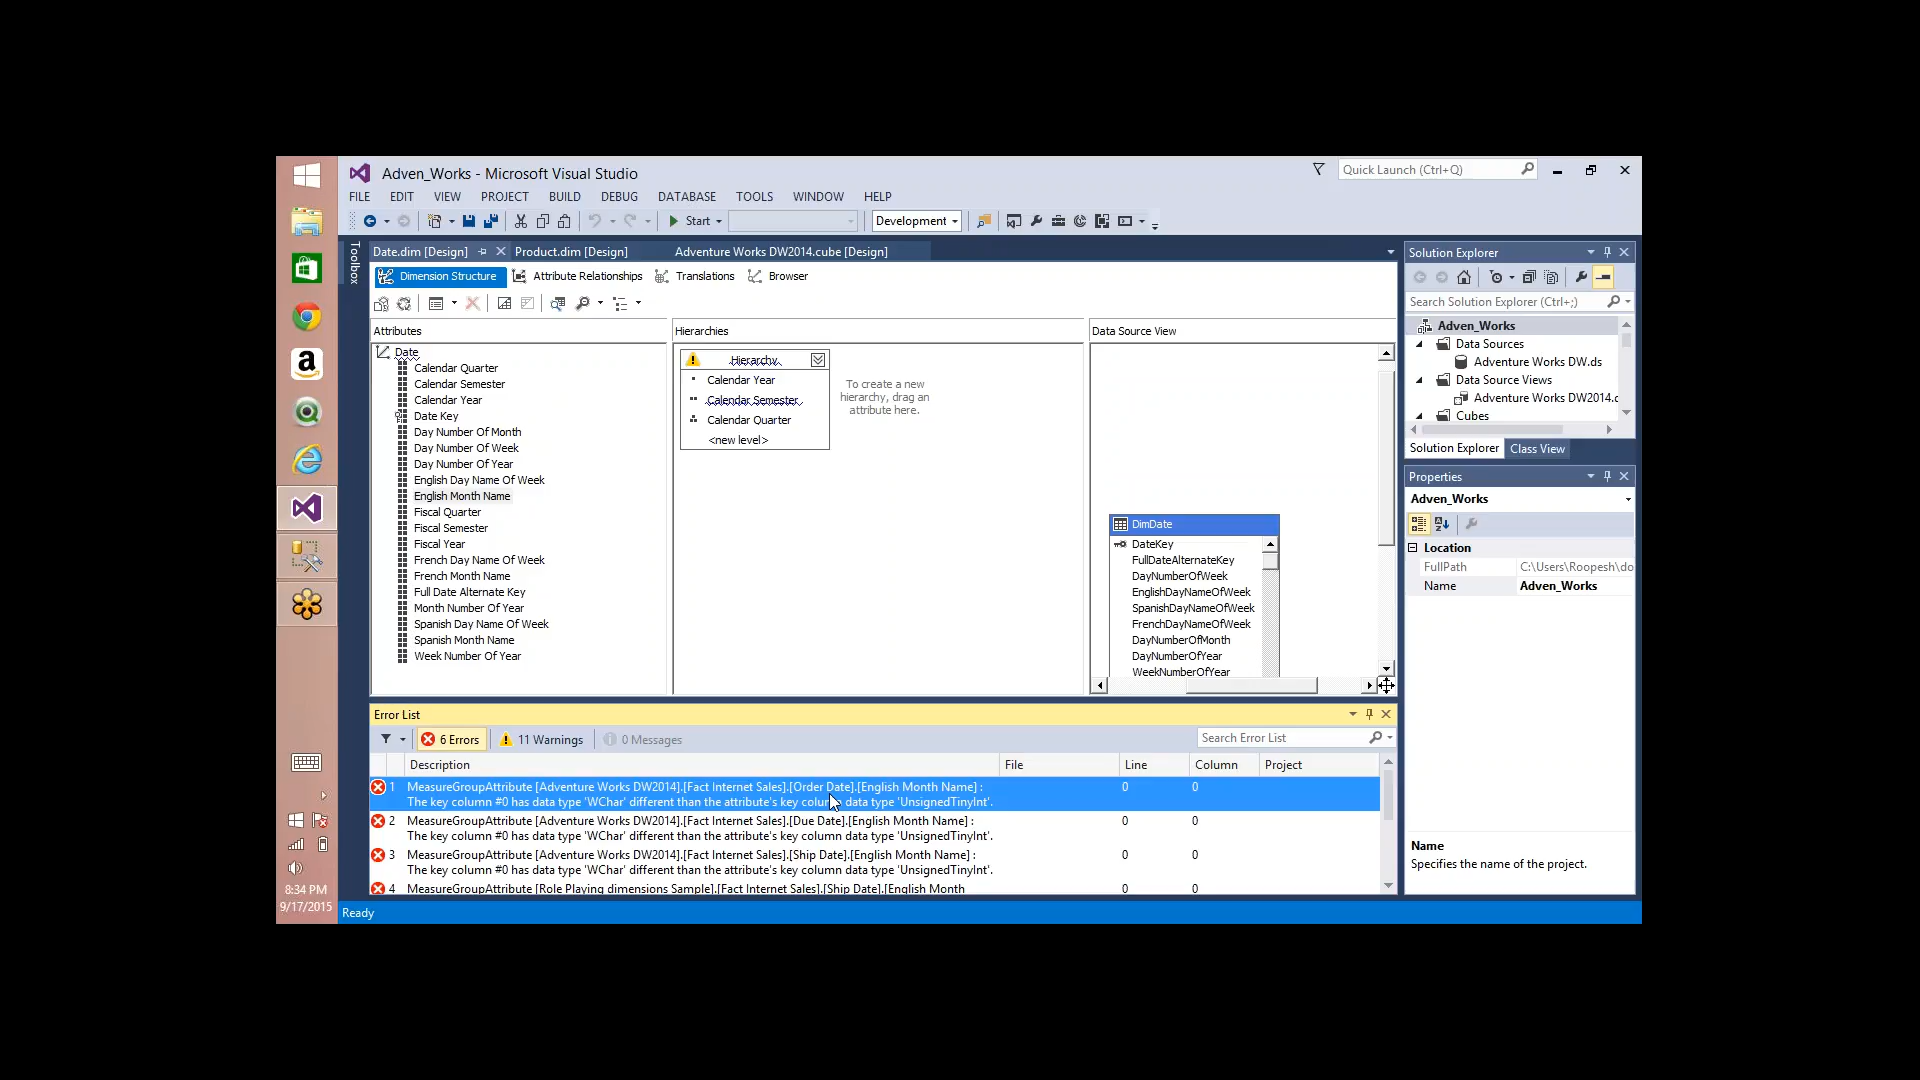 Adven_Works - Microsoft Visual Studio
Quick Launch (Ctrl+Q)
FILE EDIT VIEW PROJECT BUILD DEBUG DATABASE TOOLS WINDOW HELP
Start
Development
Toolbox
Date.dim [Design]
Product.dim [Design]
Adventure Works DW2014.cube [Design]
Dimension Structure
Attribute Relationships
Translations
Browser
Attributes
Date
Calendar Quarter
Calendar Semester
Calendar Year
Date Key
Day Number Of Month
Day Number Of Week
Day Number Of Year
English Day Name Of Week
English Month Name
Fiscal Quarter
Fiscal Semester
Fiscal Year
French Day Name Of Week
French Month Name
Full Date Alternate Key
Month Number Of Year
Spanish Day Name Of Week
Spanish Month Name
Week Number Of Year
Hierarchies
Hierarchy
Calendar Year
Calendar Semester
Calendar Quarter
<new level>
To create a new
hierarchy, drag an
attribute here.
Data Source View
DimDate
DateKey
FullDateAlternateKey
DayNumberOfWeek
EnglishDayNameOfWeek
SpanishDayNameOfWeek
FrenchDayNameOfWeek
DayNumberOfMonth
DayNumberOfYear
WeekNumberOfYear
Solution Explorer
Search Solution Explorer (Ctrl+;)
Adven_Works
Data Sources
Adventure Works DW.ds
Data Source Views
Adventure Works DW2014.c
Cubes
Solution Explorer
Class View
Properties
Adven_Works
Location
FullPath C:\Users\Roopesh\do
Name Adven_Works
Name
Specifies the name of the project.
Error List
6 Errors
11 Warnings
0 Messages
Search Error List
Description File Line Column Project
1 MeasureGroupAttribute [Adventure Works DW2014].[Fact Internet Sales].[Order Date].[English Month Name] : 0 0
The key column #0 has data type 'WChar' different than the attribute's key column data type 'UnsignedTinyInt'.
2 MeasureGroupAttribute [Adventure Works DW2014].[Fact Internet Sales].[Due Date].[English Month Name] : 0 0
The key column #0 has data type 'WChar' different than the attribute's key column data type 'UnsignedTinyInt'.
3 MeasureGroupAttribute [Adventure Works DW2014].[Fact Internet Sales].[Ship Date].[English Month Name] : 0 0
The key column #0 has data type 'WChar' different than the attribute's key column data type 'UnsignedTinyInt'.
4 MeasureGroupAttribute [Role Playing dimensions Sample].[Fact Internet Sales].[Ship Date].[English Month 0 0
Ready
8:34 PM
9/17/2015